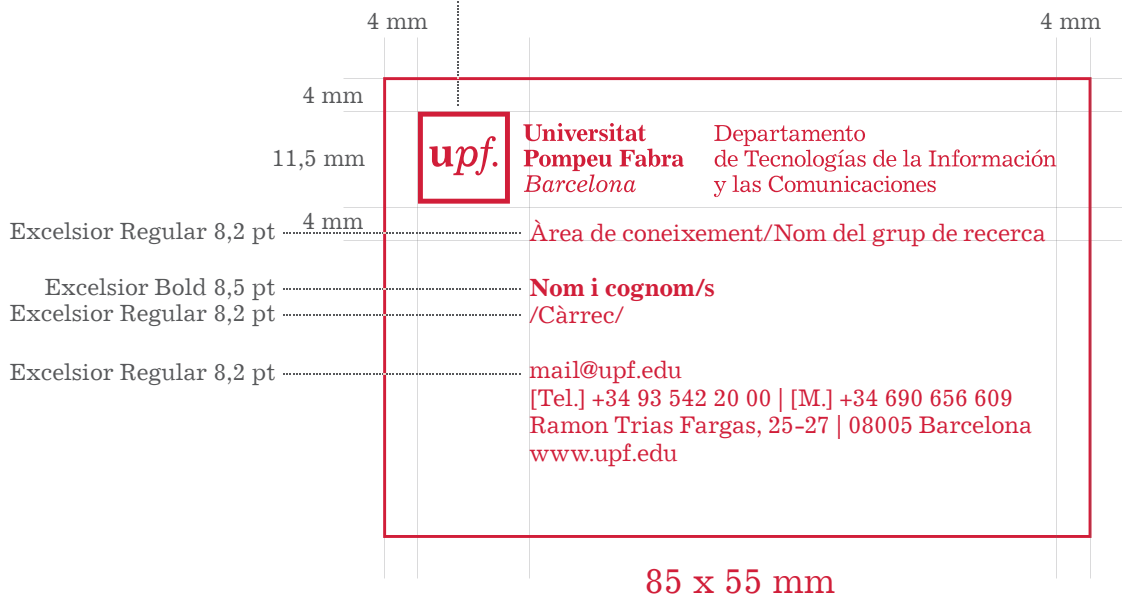 4 mm
4 mm
4 mm
11,5 mm
4 mm
upf.
Universitat
Pompeu Fabra
Barcelona
Departamento
de Tecnologías de la Información
y las Comunicaciones
Excelsior Regular 8,2 pt
Àrea de coneixement/Nom del grup de recerca
Excelsior Bold 8,5 pt
Nom i cognom/s
Excelsior Regular 8,2 pt
/Càrrec/
Excelsior Regular 8,2 pt
mail@upf.edu
[Tel.] +34 93 542 20 00 | [M.] +34 690 656 609
Ramon Trias Fargas, 25-27 | 08005 Barcelona
www.upf.edu
85 x 55 mm